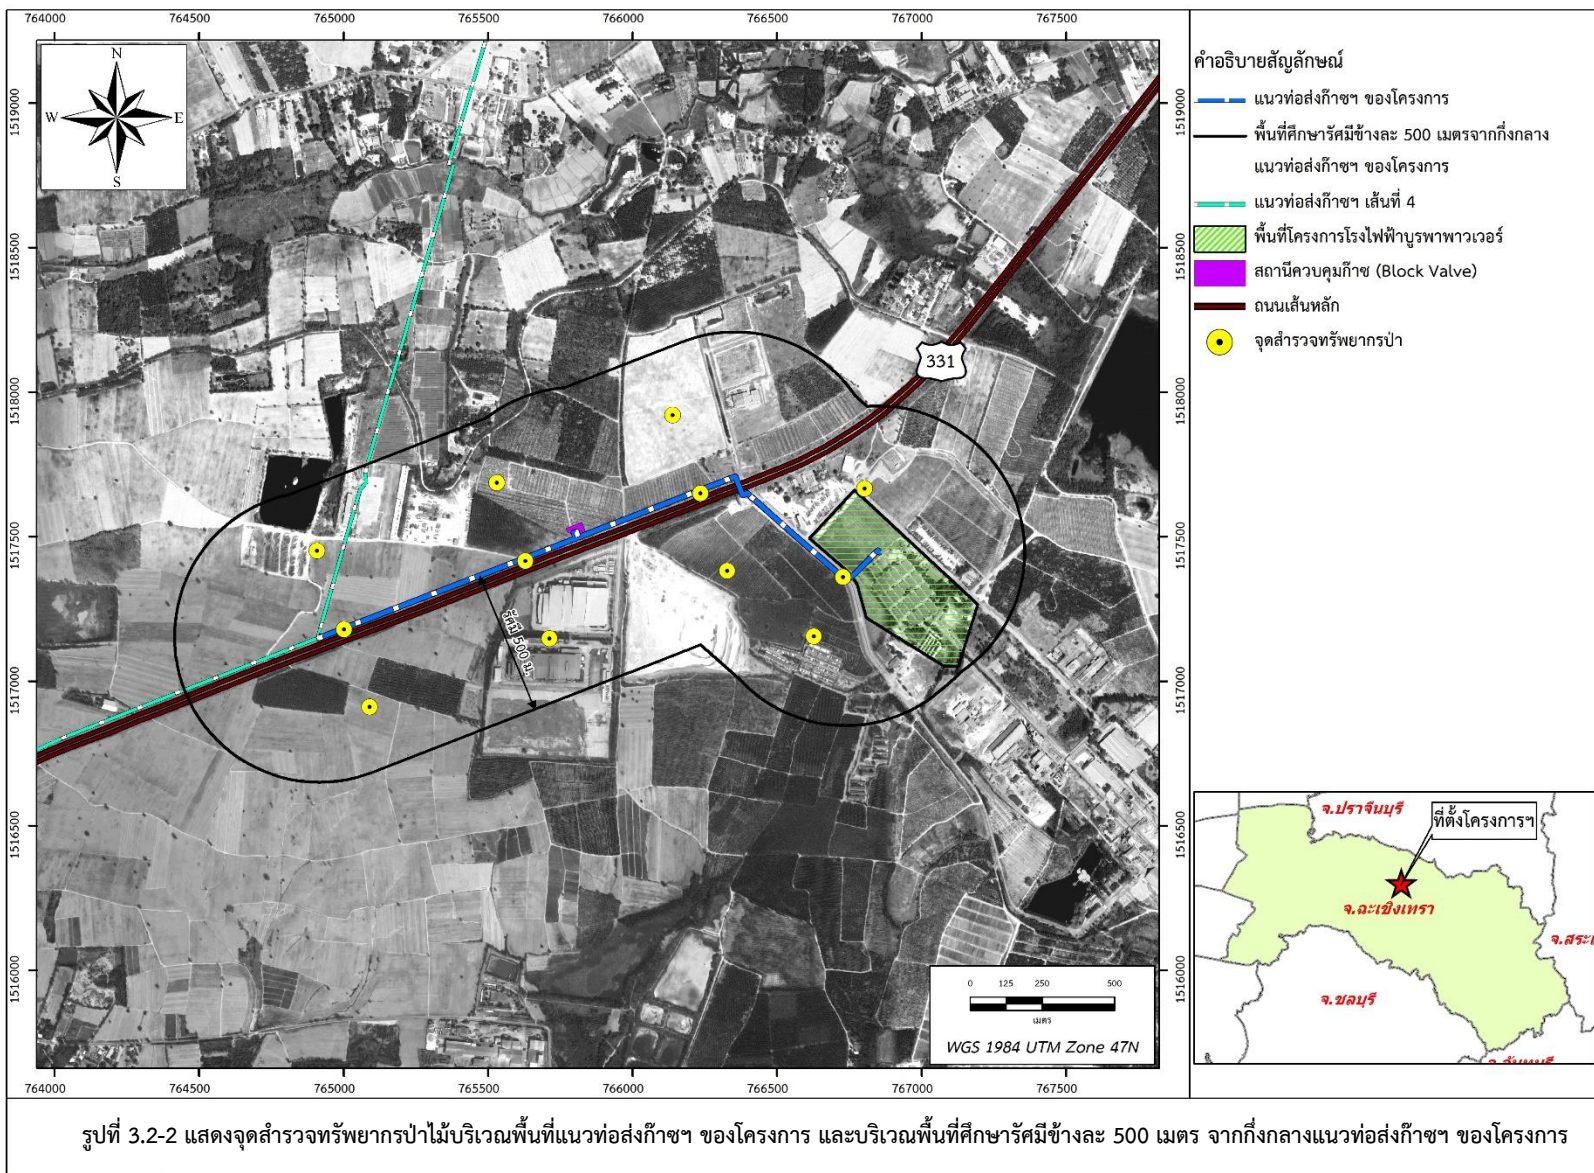 764000 764500 765000 765500 766000 766500 767000 767500
N
W E
S
1519000
1518500
1518000
1517500
1517000
1516500
1516000
331
รัศมี 500 ม.
1519000
1518500
1518000
1517500
1517000
1516500
1516000
0 125 250 500
เมตร
WGS 1984 UTM Zone 47N
764000 764500 765000 765500 766000 766500 767000 767500
คำอธิบายสัญลักษณ์
แนวท่อส่งก๊าซฯ ของโครงการ
พื้นที่ศึกษารัศมีข้างละ 500 เมตรจากกึ่งกลาง
แนวท่อส่งก๊าซฯ ของโครงการ
แนวท่อส่งก๊าซฯ เส้นที่ 4
พื้นที่โครงการโรงไฟฟ้าบูรพาพาวเวอร์
สถานีควบคุมก๊าซ (Block Valve)
ถนนเส้นหลัก
จุดสำรวจทรัพยากรป่า
จ.ปราจีนบุรี
ที่ตั้งโครงการฯ
จ.ฉะเชิงเทรา
จ.ชลบุรี
รูปที่ 3.2-2 แสดงจุดสำรวจทรัพยากรป่าไม้บริเวณพื้นที่แนวท่อส่งก๊าซฯ ของโครงการ และบริเวณพื้นที่ศึกษารัศมีข้างละ 500 เมตร จากกึ่งกลางแนวท่อส่งก๊าซฯ ของโครงการ